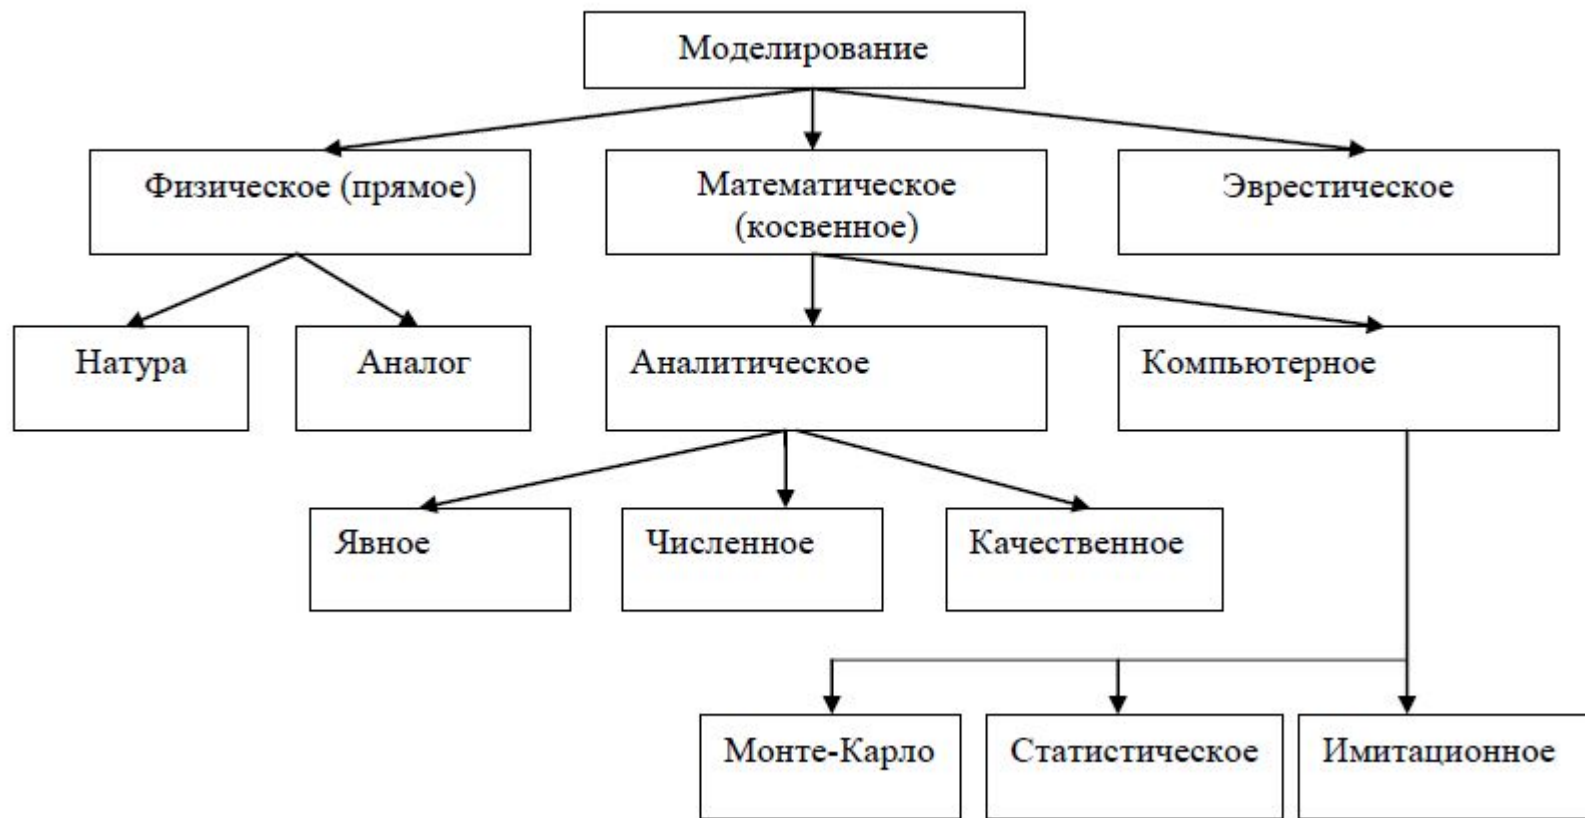 Моделирование
Физическое (прямое)
Математическое
(косвенное)
Эврестическое
Натура
Аналог
Аналитическое
Компьютерное
Явное
Численное
Качественное
Монте-Карло
Статистическое
Имитационное